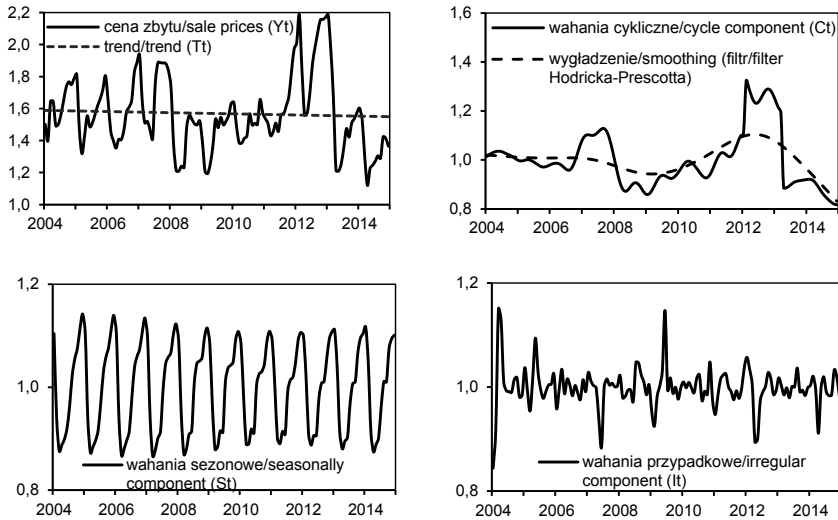 2,2
2,0
1,8
1,6
1,4
1,2
1,0
cena zbytu/sale prices (Yt)
trend/trend (Tt)
2004 2006 2008 2010 2012 2014
1,6
1,4
1,2
1,0
0,8
wahania cykliczne/cycle component (Ct)
wygładzenie/smoothing (filtr/filter
Hodricka-Prescotta)
2004 2006 2008 2010 2012 2014
1,2
1,0
0,8
wahania sezonowe/seasonally
component (St)
2004 2006 2008 2010 2012 2014
1,2
1,0
0,8
wahania przypadkowe/irregular
component (It)
2004 2006 2008 2010 2012 2014